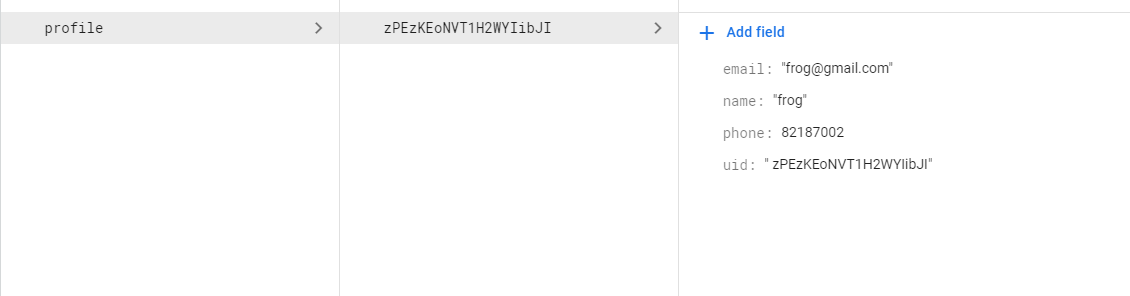 profile
zPEzKEoNVT1H2WYIibJI
Add field
email: "frog@gmail.com"
name: "frog"
phone: 82187002
uid: " zPEzKEoNVT1H2WYIibJI"